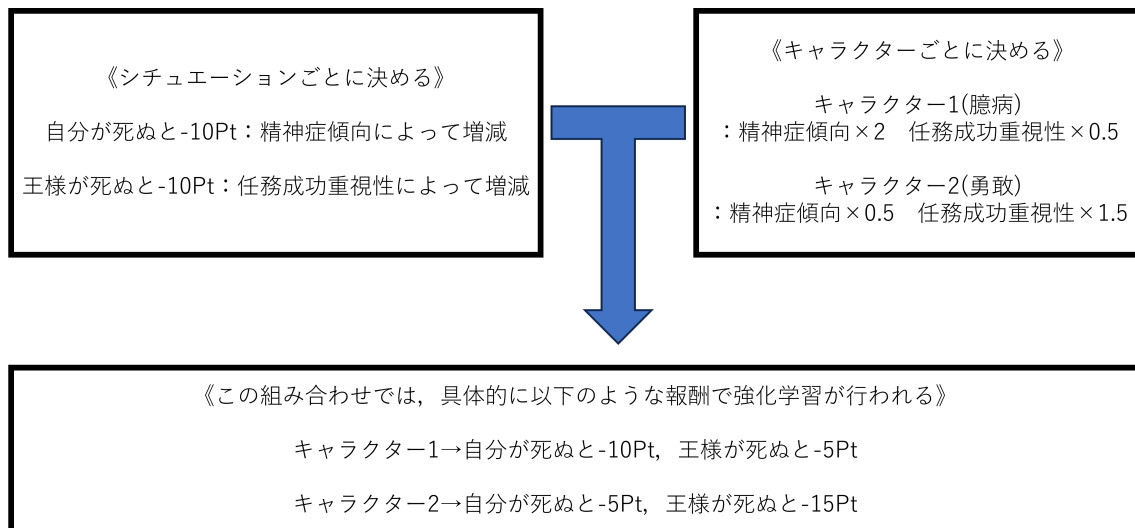 《シチュエーションごとに決める》
自分が死ぬと-10Pt:精神症傾向によって増減
王様が死ぬと-10Pt:任務成功重視性によって増減
《キャラクターごとに決める》
キャラクター1(臆病)
:精神症傾向×2 任務成功重視性×0.5
キャラクター2(勇敢)
:精神症傾向×0.5 任務成功重視性×1.5
《この組み合わせでは,具体的に以下のような報酬で強化学習が行われる》
キャラクター1→自分が死ぬと-10Pt,王様が死ぬと-5Pt
キャラクター2→自分が死ぬと-5Pt,王様が死ぬと-15Pt